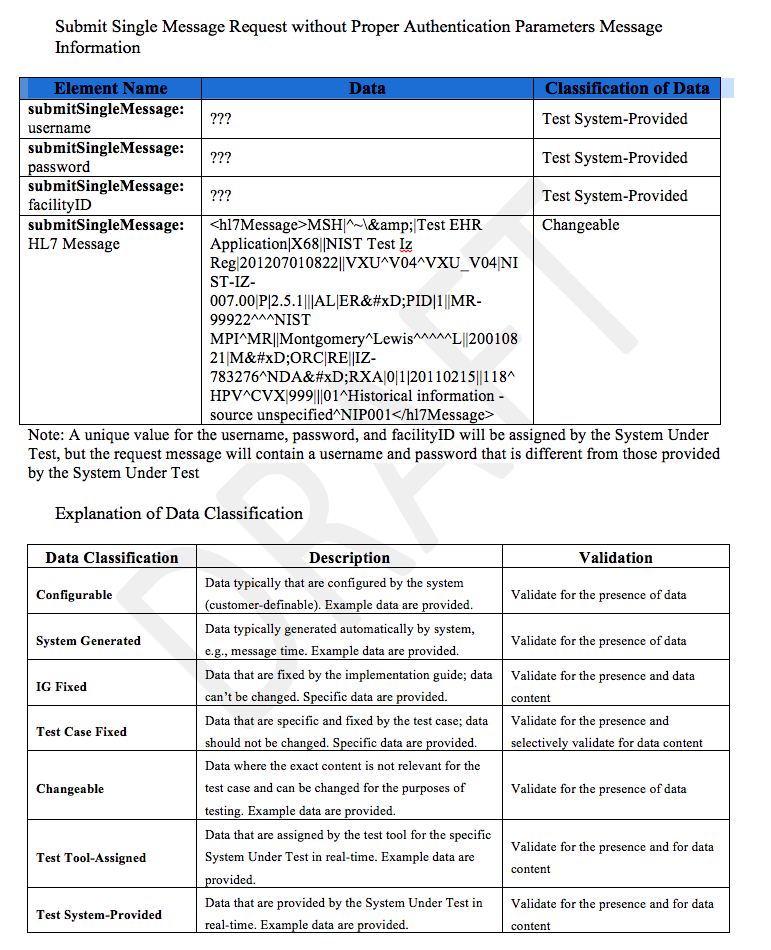 Submit Single Message Request without Proper Authentication Parameters Message
Information
Element Name Data Classification of Data
submitSingleMessage:
username
???
Test System-Provided
submitSingleMessage:
password
???
Test System-Provided
submitSingleMessage:
facilityID
???
Test System-Provided
submitSingleMessage:
HL7 Message
<hl7Message>MSH|^~\&amp;|Test EHR
Application|X68||NIST Test Iz
Reg|201207010822||VXU^V04^VXU_V04|NI
ST-IZ-
007.00|P|2.5.1|||AL|ER&#xD;PID|1||MR-
99922^^^NIST
MPI^MR||Montgomery^Lewis^^^^^L||200108
21|M&#xD;ORC|RE||IZ-
783276^NDA&#xD;RXA|0|1|20110215||118^
HPV^CVX|999|||01^Historical information -
source unspecified^NIP001</hl7Message>
Changeable
Note: A unique value for the username, password, and facilityID will be assigned by the System Under
Test, but the request message will contain a username and password that is different from those provided
by the System Under Test
Explanation of Data Classification
Data Classification Description Validation
Configurable
Data typically that are configured by the system
(customer-definable). Example data are provided.
Validate for the presence of data
System Generated
Data typically generated automatically by system,
e.g., message time. Example data are provided.
Validate for the presence of data
IG Fixed
Data that are fixed by the implementation guide; data
can't be changed. Specific data are provided.
Validate for the presence and data
content
Test Case Fixed
Data that are specific and fixed by the test case; data
should not be changed. Specific data are provided.
Validate for the presence and
selectively validate for data content
Changeable
Data where the exact content is not relevant for the
test case and can be changed for the purposes of
testing. Example data are provided.
Validate for the presence of data
Test Tool-Assigned
Data that are assigned by the test tool for the specific
System Under Test in real-time. Example data are
provided.
Validate for the presence and for data
content
Test System-Provided
Data that are provided by the System Under Test in
real-time. Example data are provided.
Validate for the presence and for data
content
DRAFT